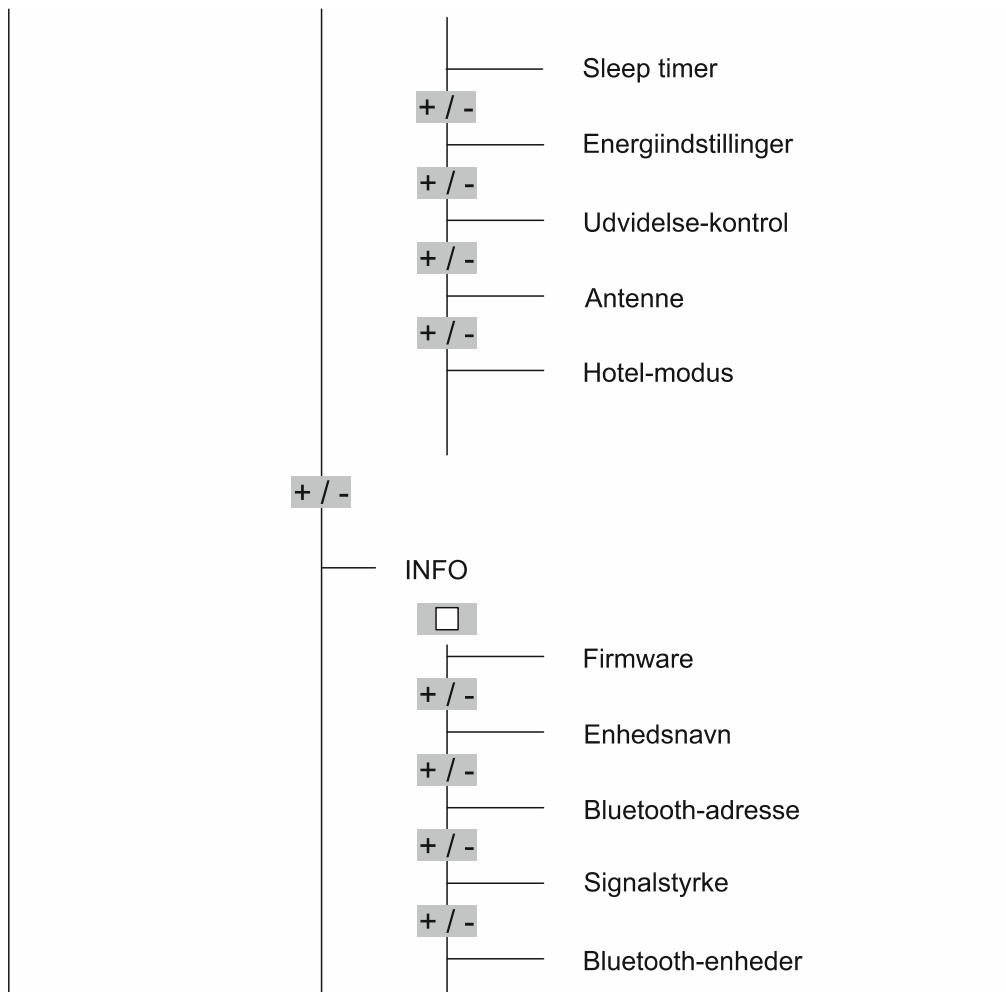 Sleep timer
+ / -
Energiindstillinger
+ / -
Udvidelse-kontrol
+ / -
Antenne
+ / -
Hotel-modus
+ / -
INFO
Firmware
+ / -
Enhedsnavn
+ / -
Bluetooth-adresse
+ / -
Signalstyrke
+ / -
Bluetooth-enheder